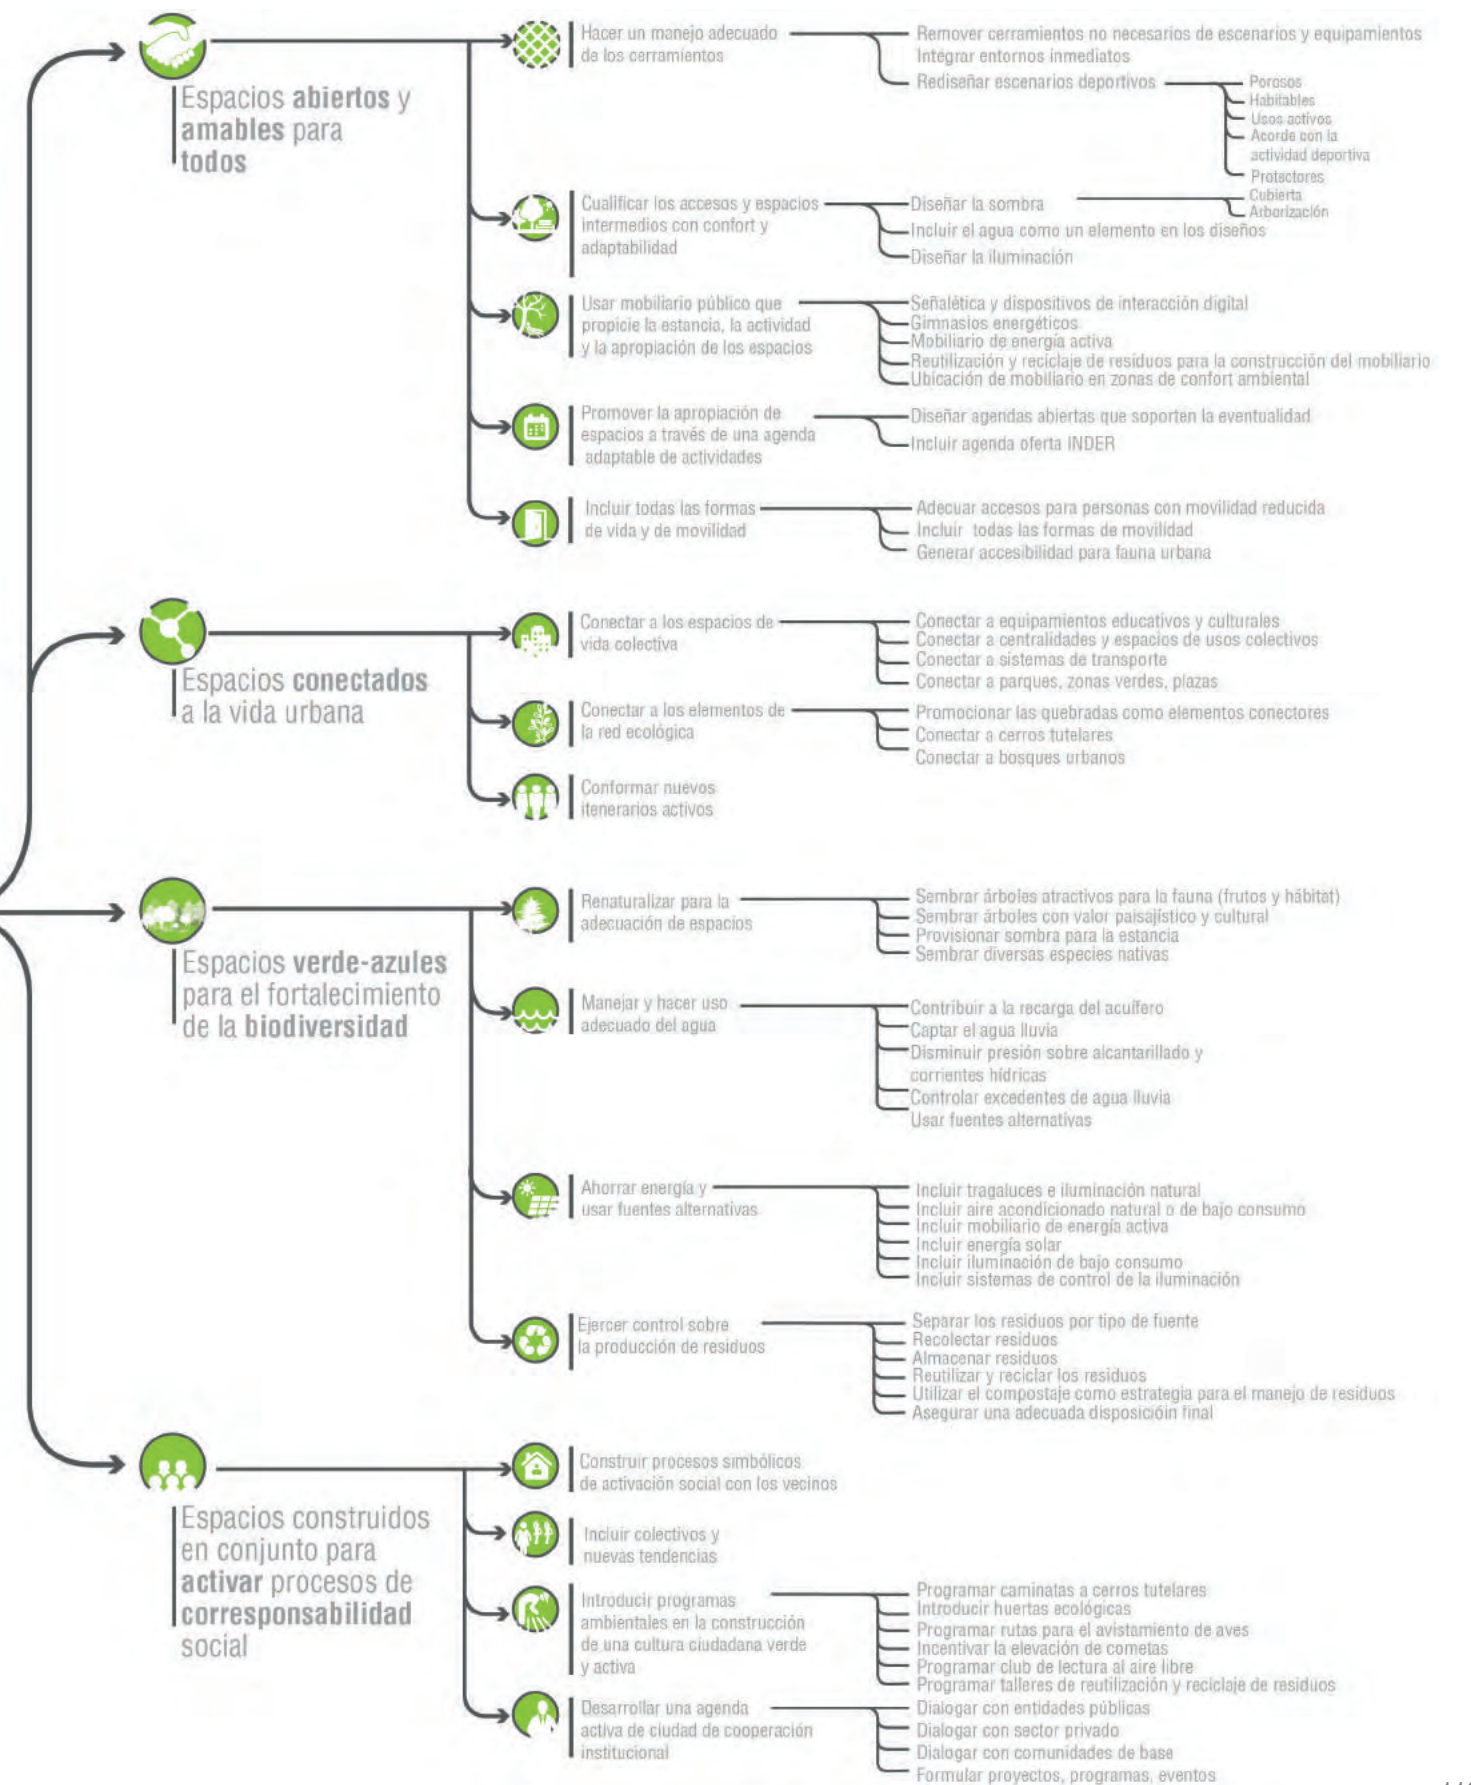 Espacios abiertos y
amables para
todos
Hacer un manejo adecuado
de los cerramientos
Remover cerramientos no necesarios de escenarios y equipamientos
Integrar entornos inmediatos
Rediseñar escenarios deportivos
Porosos
Habitables
Usos activos
Acorde con la
actividad deportiva
Protectores
Cualificar los accesos y espacios
intermedios con confort y
adaptabilidad
Diseñar la sombra
Cubierta
Arborización
Incluir el agua como un elemento en los diseños
Diseñar la iluminación
Usar mobiliario público que
propicie la estancia, la actividad
y la apropiación de los espacios
Señalética y dispositivos de interacción digital
Gimnasios energéticos
Mobiliario de energía activa
Reutilización y reciclaje de residuos para la construcción del mobiliario
Ubicación de mobiliario en zonas de confort ambiental
Promover la apropiación de
espacios a través de una agenda
adaptable de actividades
Diseñar agendas abiertas que soporten la eventualidad
Incluir agenda oferta INDER
Incluir todas las formas
de vida y de movilidad
Adecuar accesos para personas con movilidad reducida
Incluir todas las formas de movilidad
Generar accesibilidad para fauna urbana
Espacios conectados
a la vida urbana
Conectar a los espacios de
vida colectiva
Conectar a equipamientos educativos y culturales
Conectar a centralidades y espacios de usos colectivos
Conectar a sistemas de transporte
Conectar a parques, zonas verdes, plazas
Conectar a los elementos de
la red ecológica
Promocionar las quebradas como elementos conectores
Conectar a cerros tutelares
Conectar a bosques urbanos
Conformar nuevos
itenerarios activos
Espacios verde-azules
para el fortalecimiento
de la biodiversidad
Renaturalizar para la
adecuación de espacios
Sembrar árboles atractivos para la fauna (frutos y hábitat)
Sembrar árboles con valor paisajístico y cultural
Provisionar sombra para la estancia
Sembrar diversas especies nativas
Manejar y hacer uso
adecuado del agua
Contribuir a la recarga del acuífero
Captar el agua lluvia
Disminuir presión sobre alcantarillado y
corrientes hídricas
Controlar excedentes de agua lluvia
Usar fuentes alternativas
Ahorrar energía y
usar fuentes alternativas
Incluir tragaluces e iluminación natural
Incluir aire acondicionado natural o de bajo consumo
Incluir mobiliario de energía activa
Incluir energía solar
Incluir iluminación de bajo consumo
Incluir sistemas de control de la iluminación
Ejercer control sobre
la producción de residuos
Separar los residuos por tipo de fuente
Recolectar residuos
Almacenar residuos
Reutilizar y reciclar los residuos
Utilizar el compostaje como estrategia para el manejo de residuos
Asegurar una adecuada disposicióin final
Espacios construidos
en conjunto para
activar procesos de
corresponsabilidad
social
Construir procesos simbólicos
de activación social con los vecinos
Incluir colectivos y
nuevas tendencias
Introducir programas
ambientales en la construcción
de una cultura ciudadana verde
y activa
Programar caminatas a cerros tutelares
Introducir huertas ecológicas
Programar rutas para el avistamiento de aves
Incentivar la elevación de cometas
Programar club de lectura al aire libre
Programar talleres de reutilización y reciclaje de residuos
Desarrollar una agenda
activa de ciudad de cooperación
institucional
Dialogar con entidades públicas
Dialogar con sector privado
Dialogar con comunidades de base
Formular proyectos, programas, eventos